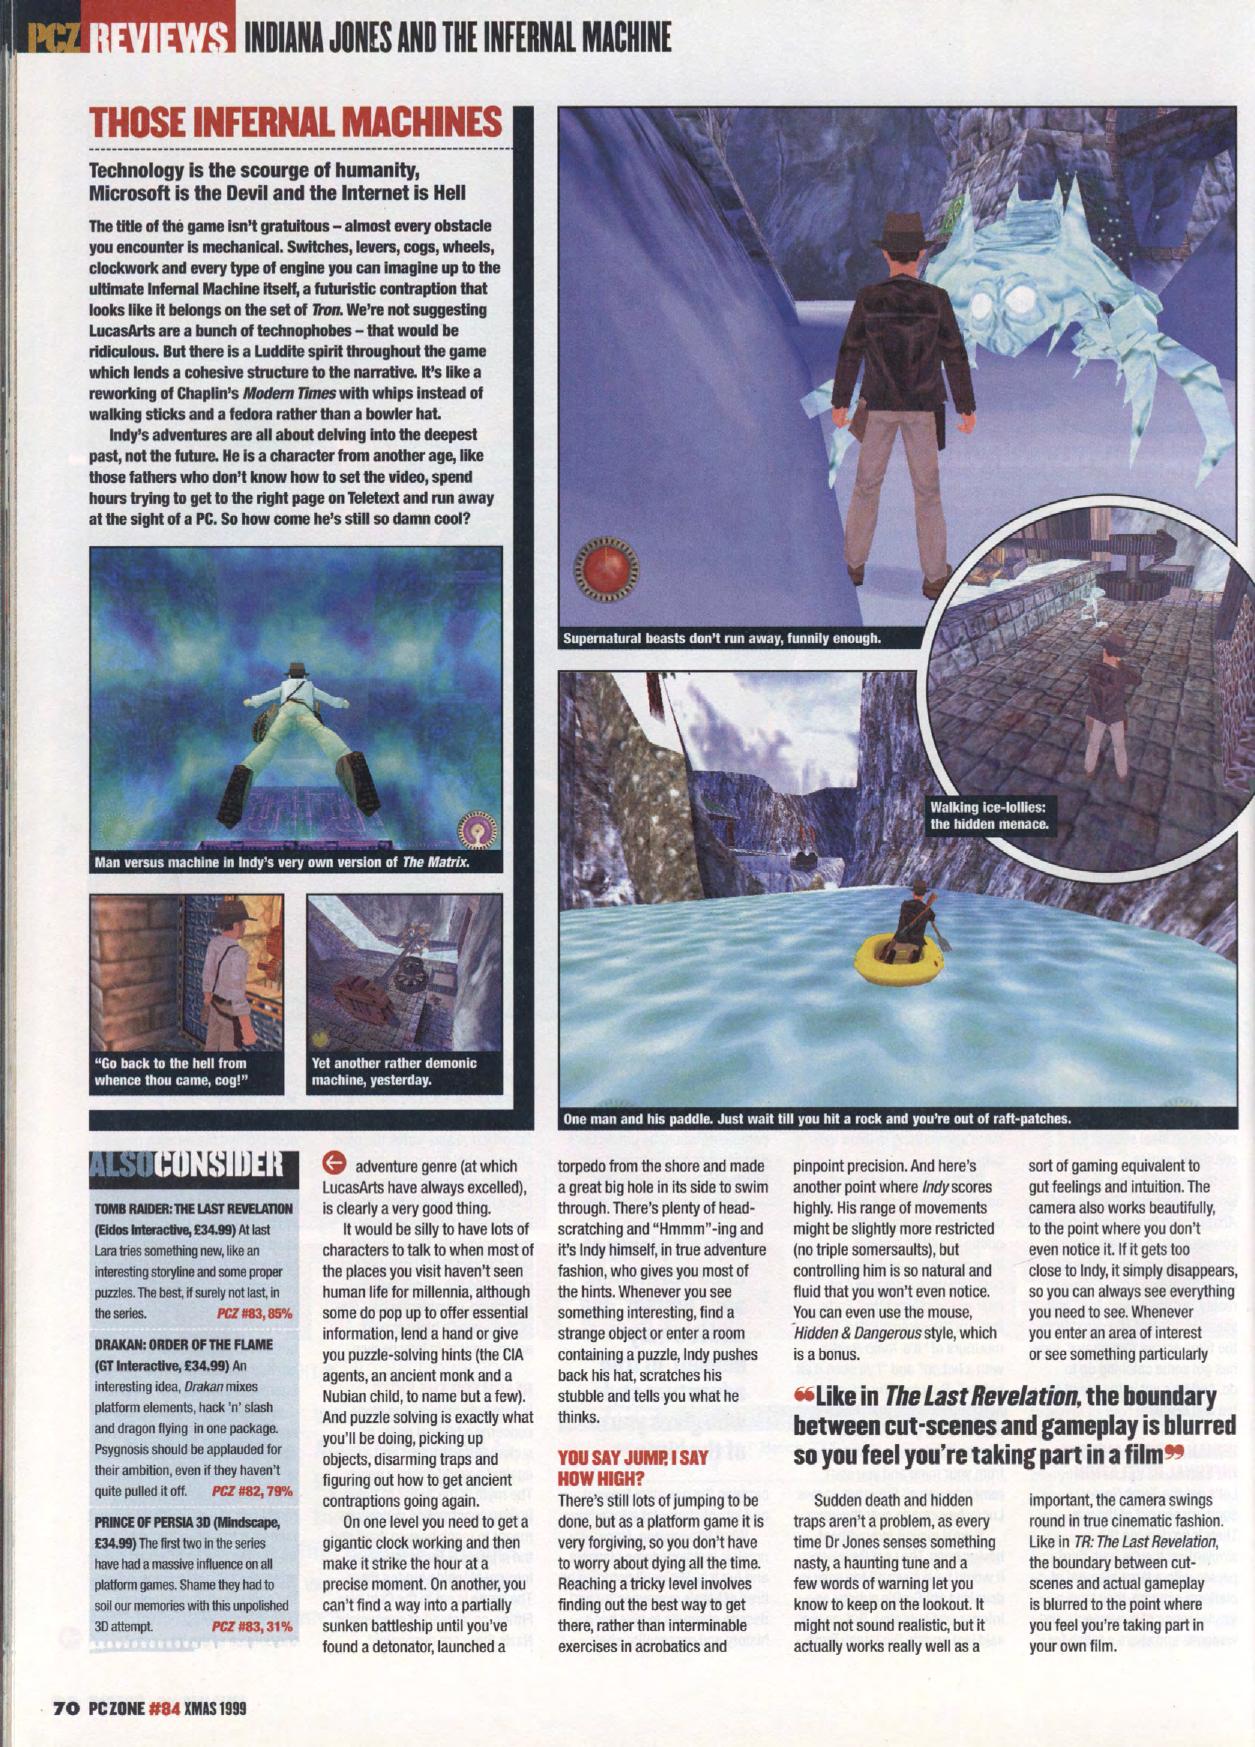 PCZ REVIEWS INDIANA JONES AND THE INFERNAL MACHINE
THOSE INFERNAL MACHINES
Technology is the scourge of humanity,
Microsoft is the Devil and the Internet is Hell
The title of the game isn't gratuitous – almost every obstacle
you encounter is mechanical. Switches, levers, cogs, wheels,
clockwork and every type of engine you can imagine up to the
ultimate Infernal Machine itself, a futuristic contraption that
looks like it belongs on the set of Tron. We're not suggesting
LucasArts are a bunch of technophobes – that would be
ridiculous. But there is a Luddite spirit throughout the game
which lends a cohesive structure to the narrative. It's like a
reworking of Chaplin's Modern Times with whips instead of
walking sticks and a fedora rather than a bowler hat.
Indy's adventures are all about delving into the deepest
past, not the future. He is a character from another age, like
those fathers who don't know how to set the video, spend
hours trying to get to the right page on Teletext and run away
at the sight of a PC. So how come he's still so damn cool?
Man versus machine in Indy's very own version of The Matrix.
"Go back to the hell from
whence thou came, cog!"
Yet another rather demonic
machine, yesterday.
Supernatural beasts don't run away, funnily enough.
Walking ice-lollies:
the hidden menace.
One man and his paddle. Just wait till you hit a rock and you're out of raft-patches.
ALSO CONSIDER
TOMB RAIDER: THE LAST REVELATION
(Eidos Interactive, £34.99) At last
Lara tries something new, like an
interesting storyline and some proper
puzzles. The best, if surely not last, in
the series. PCZ #83, 85%
DRAKAN: ORDER OF THE FLAME
(GT Interactive, £34.99) An
interesting idea, Drakan mixes
platform elements, hack 'n' slash
and dragon flying in one package.
Psygnosis should be applauded for
their ambition, even if they haven't
quite pulled it off. PCZ #82, 79%
PRINCE OF PERSIA 3D (Mindscape,
£34.99) The first two in the series
have had a massive influence on all
platform games. Shame they had to
soil our memories with this unpolished
3D attempt. PCZ #83, 31%
adventure genre (at which
LucasArts have always excelled),
is clearly a very good thing.
It would be silly to have lots of
characters to talk to when most of
the places you visit haven't seen
human life for millennia, although
some do pop up to offer essential
information, lend a hand or give
you puzzle-solving hints (the CIA
agents, an ancient monk and a
Nubian child, to name but a few).
And puzzle solving is exactly what
you'll be doing, picking up
objects, disarming traps and
figuring out how to get ancient
contraptions going again.
On one level you need to get a
gigantic clock working and then
make it strike the hour at a
precise moment. On another, you
can't find a way into a partially
sunken battleship until you've
found a detonator, launched a
torpedo from the shore and made
a great big hole in its side to swim
through. There's plenty of head-
scratching and "Hmmm"-ing and
it's Indy himself, in true adventure
fashion, who gives you most of
the hints. Whenever you see
something interesting, find a
strange object or enter a room
containing a puzzle, Indy pushes
back his hat, scratches his
stubble and tells you what he
thinks.
YOU SAY JUMP, I SAY
HOW HIGH?
There's still lots of jumping to be
done, but as a platform game it is
very forgiving, so you don't have
to worry about dying all the time.
Reaching a tricky level involves
finding out the best way to get
there, rather than interminable
exercises in acrobatics and
pinpoint precision. And here's
another point where Indy scores
highly. His range of movements
might be slightly more restricted
(no triple somersaults), but
controlling him is so natural and
fluid that you won't even notice.
You can even use the mouse,
Hidden & Dangerous style, which
is a bonus.
“Like in The Last Revelation, the boundary
between cut-scenes and gameplay is blurred
so you feel you're taking part in a film”
Sudden death and hidden
traps aren't a problem, as every
time Dr Jones senses something
nasty, a haunting tune and a
few words of warning let you
know to keep on the lookout. It
might not sound realistic, but it
actually works really well as a
sort of gaming equivalent to
gut feelings and intuition. The
camera also works beautifully,
to the point where you don't
even notice it. If it gets too
close to Indy, it simply disappears,
so you can always see everything
you need to see. Whenever
you enter an area of interest
or see something particularly
important, the camera swings
round in true cinematic fashion.
Like in TR: The Last Revelation,
the boundary between cut-
scenes and actual gameplay
is blurred to the point where
you feel you're taking part in
your own film.
70 PC ZONE #84 XMAS 1999